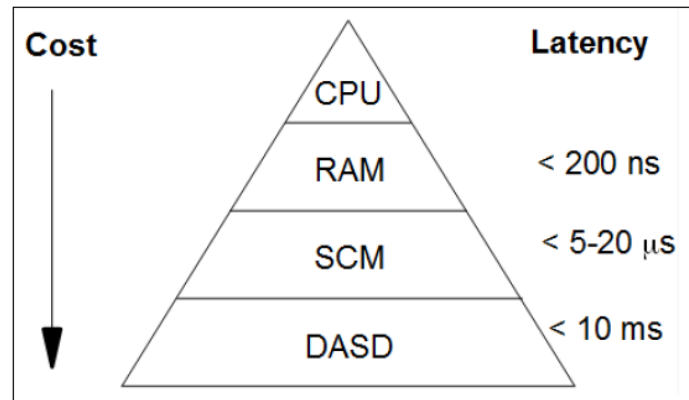 Cost
Latency
CPU
RAM
< 200 ns
SCM
< 5-20 μs
DASD
< 10 ms